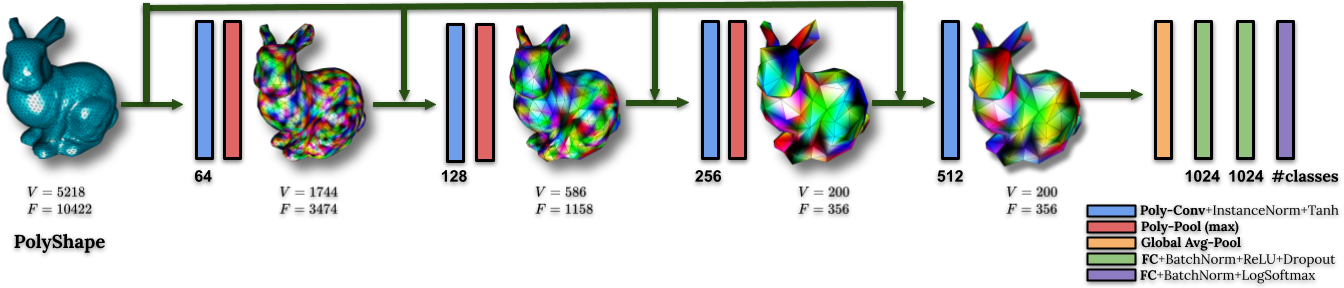 64
128
256
512
1024
1024
#classes
V = 5218
F = 10422
V = 1744
F = 3474
V = 586
F = 1158
V = 200
F = 356
V = 200
F = 356
PolyShape
Poly-Conv+InstanceNorm+Tanh
Poly-Pool (max)
Global Avg-Pool
FC+BatchNorm+ReLU+Dropout
FC+BatchNorm+LogSoftmax